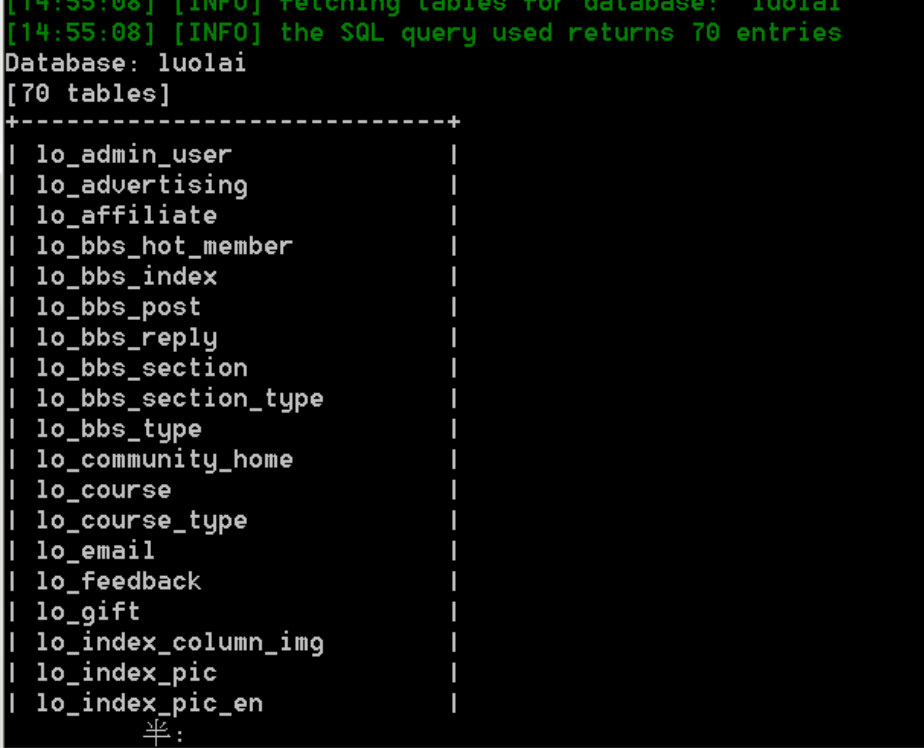 [14:55:08] [INFO] fetching tables for database: 'luolai'
[14:55:08] [INFO] the SQL query used returns 70 entries
Database: luolai
[70 tables]
+----------------------------+
| lo_admin_user              |
| lo_advertising             |
| lo_affiliate               |
| lo_bbs_hot_member          |
| lo_bbs_index               |
| lo_bbs_post                |
| lo_bbs_reply               |
| lo_bbs_section             |
| lo_bbs_section_type        |
| lo_bbs_type                |
| lo_community_home          |
| lo_course                  |
| lo_course_type             |
| lo_email                   |
| lo_feedback                |
| lo_gift                    |
| lo_index_column_img        |
| lo_index_pic               |
| lo_index_pic_en            |
半: